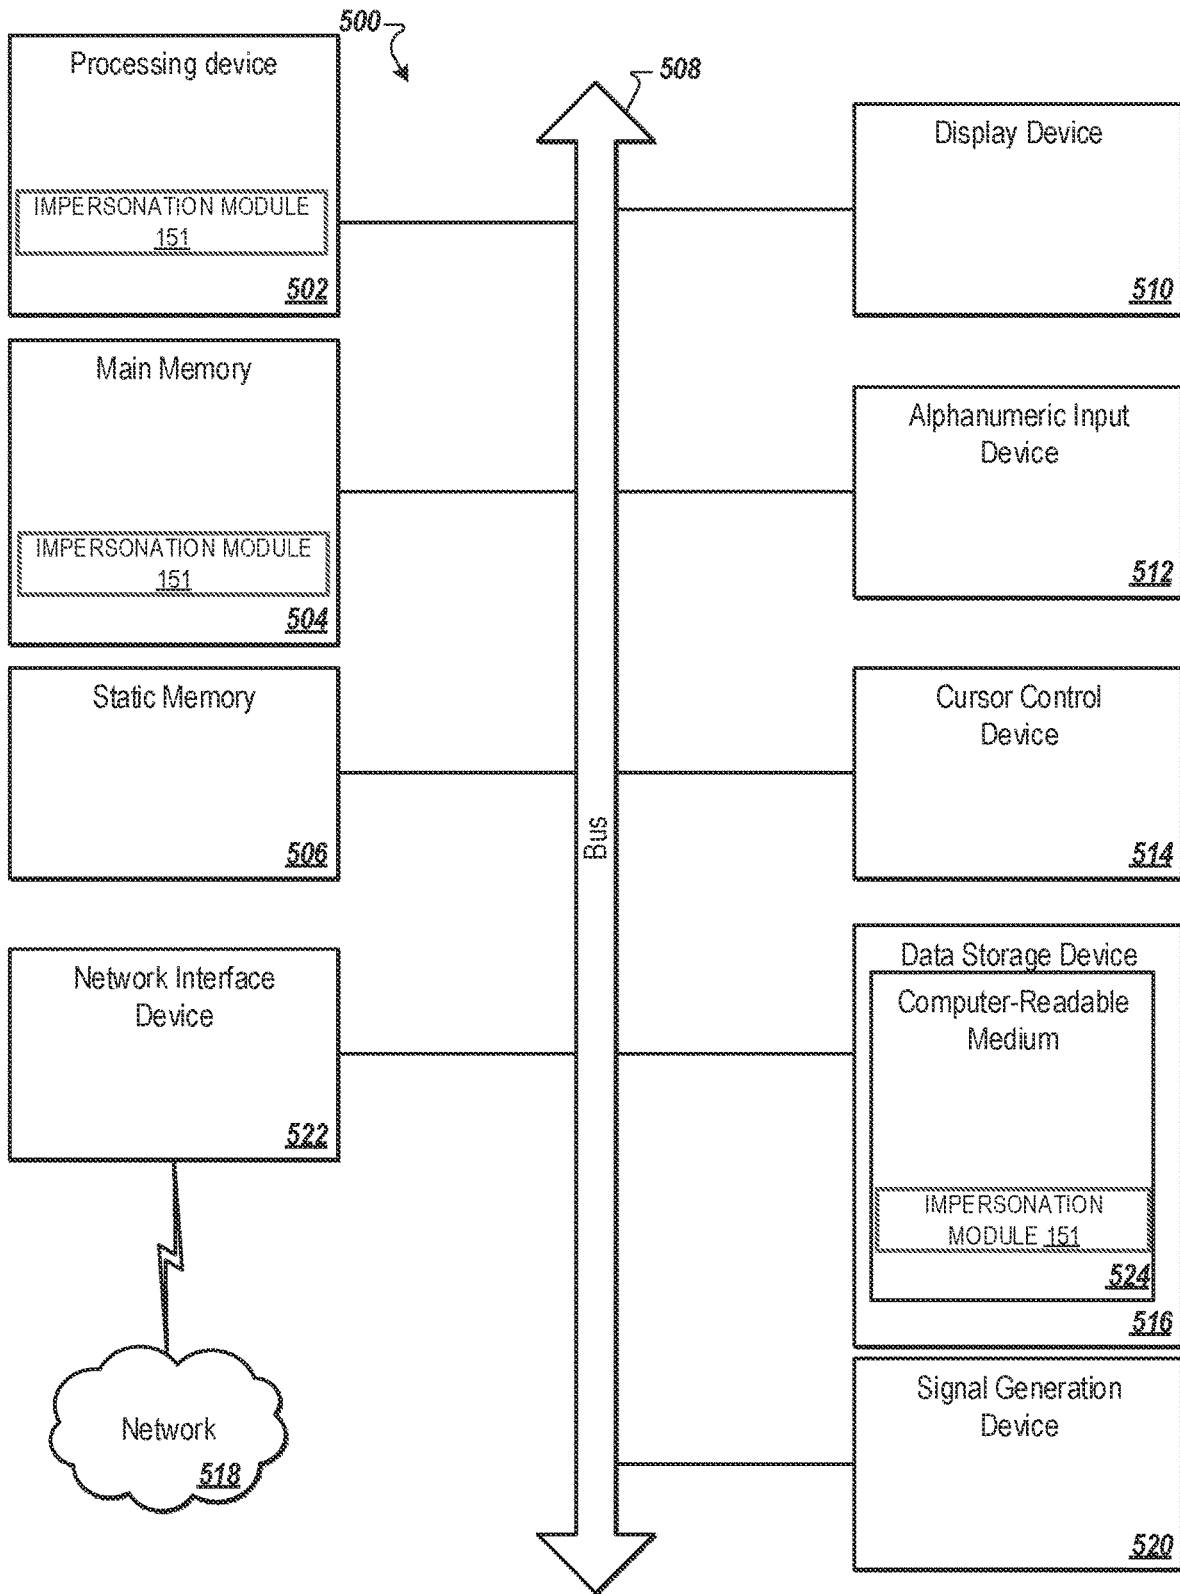 500
508
Processing device
IMPERSONATION MODULE
151
502
Display Device
510
Main Memory
IMPERSONATION MODULE
151
504
Alphanumeric Input
Device
512
Static Memory
506
Cursor Control
Device
514
Bus
Network Interface
Device
522
Data Storage Device
Computer-Readable
Medium
IMPERSONATION
MODULE 151
524
516
Network
518
Signal Generation
Device
520